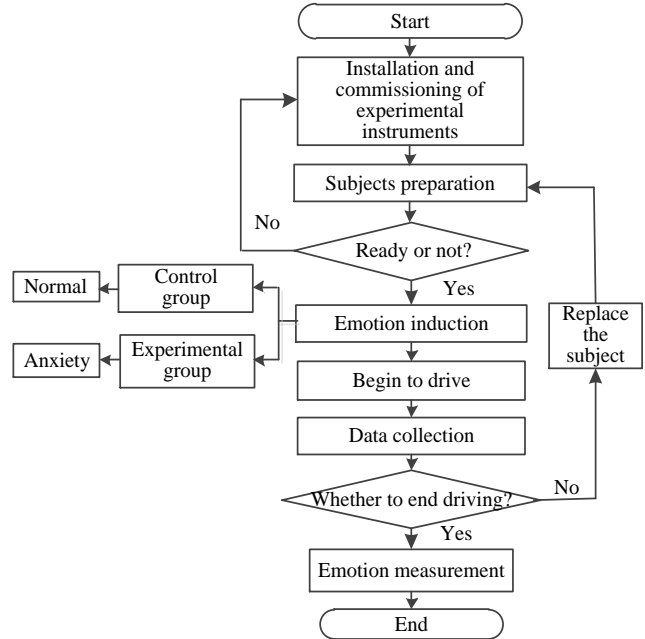 Start
Installation and
commissioning of
experimental
instruments
Subjects preparation
No
Ready or not?
Yes
Normal
Control
group
Emotion induction
Anxiety
Experimental
group
Replace
the
subject
Begin to drive
Data collection
Whether to end driving?
No
Yes
Emotion measurement
End